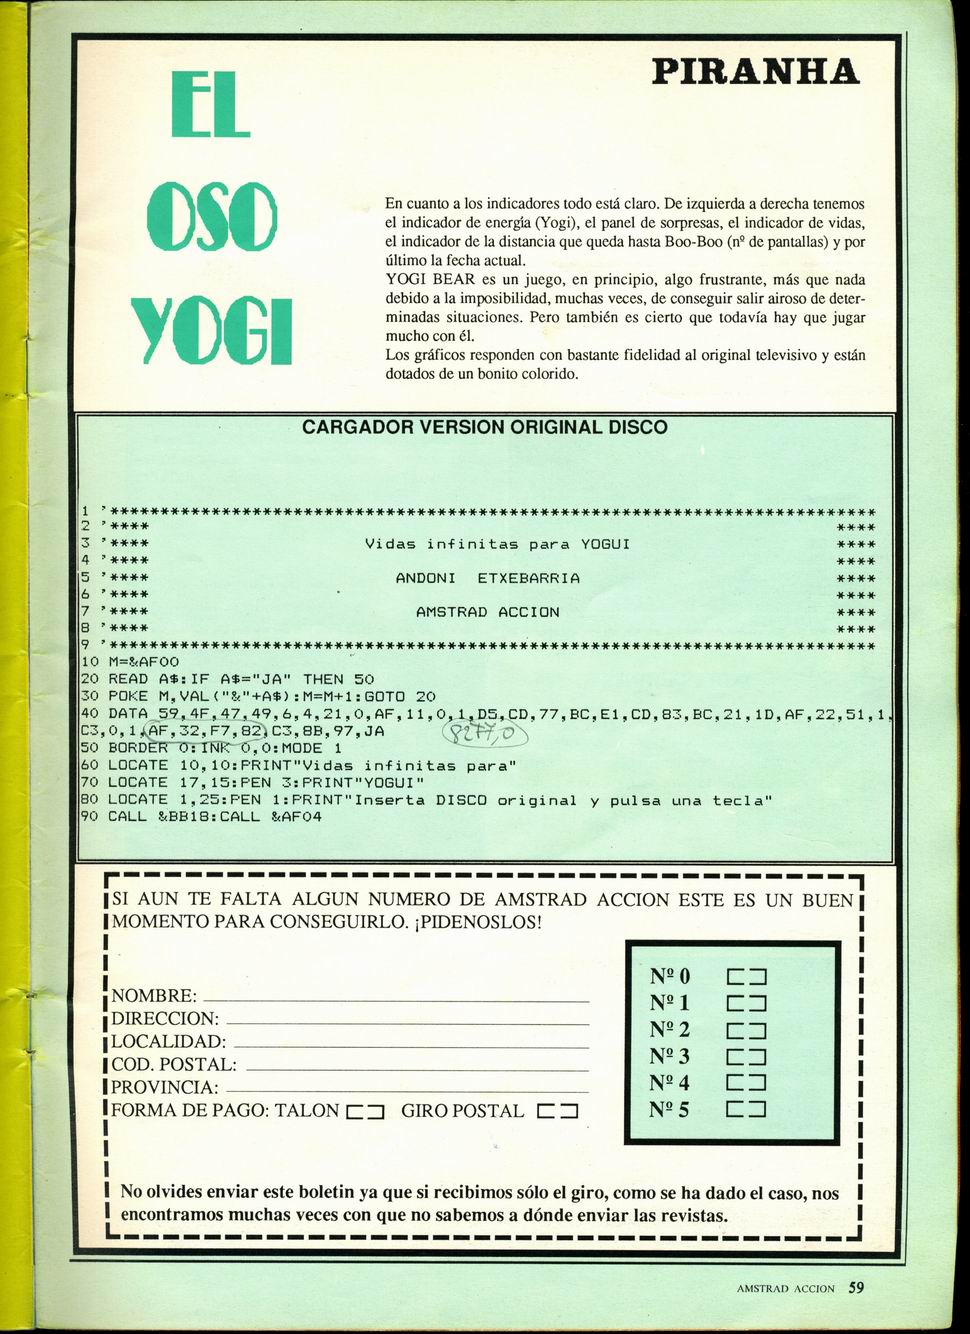 EL
OSO
YOGI
PIRANHA
En cuanto a los indicadores todo está claro. De izquierda a derecha tenemos
el indicador de energía (Yogi), el panel de sorpresas, el indicador de vidas,
el indicador de la distancia que queda hasta Boo-Boo (nº de pantallas) y por
último la fecha actual.
YOGI BEAR es un juego, en principio, algo frustrante, más que nada
debido a la imposibilidad, muchas veces, de conseguir salir airoso de deter-
minadas situaciones. Pero también es cierto que todavía hay que jugar
mucho con él.
Los gráficos responden con bastante fidelidad al original televisivo y están
dotados de un bonito colorido.
CARGADOR VERSION ORIGINAL DISCO
1 '********************************************************************************
2 '**** ****
3 '**** Vidas infinitas para YOGUI ****
4 '**** ****
5 '**** ANDONI ETXEBARRIA ****
6 '**** ****
7 '**** AMSTRAD ACCION ****
8 '**** ****
9 '********************************************************************************
10 M=&AF00
20 READ A$:IF A$="JA" THEN 50
30 POKE M,VAL("&"+A$):M=M+1:GOTO 20
40 DATA 59,4F,47,49,6,4,21,0,AF,11,0,1,D5,CD,77,BC,E1,CD,83,BC,21,1D,AF,22,51,1,
C3,0,1,AF,32,F7,82,C3,8B,97,JA
8277,0
50 BORDER 0:INK 0,0:MODE 1
60 LOCATE 10,10:PRINT"Vidas infinitas para"
70 LOCATE 17,15:PEN 3:PRINT"YOGUI"
80 LOCATE 1,25:PEN 1:PRINT"Inserta DISCO original y pulsa una tecla"
90 CALL &BB18:CALL &AF04
SI AUN TE FALTA ALGUN NUMERO DE AMSTRAD ACCION ESTE ES UN BUEN
MOMENTO PARA CONSEGUIRLO. ¡PIDENOSLOS!
NOMBRE:
DIRECCION:
LOCALIDAD:
COD. POSTAL:
PROVINCIA:
FORMA DE PAGO: TALON GIRO POSTAL
Nº 0
Nº 1
Nº 2
Nº 3
Nº 4
Nº 5
No olvides enviar este boletin ya que si recibimos sólo el giro, como se ha dado el caso, nos
encontramos muchas veces con que no sabemos a dónde enviar las revistas.
AMSTRAD ACCION 59